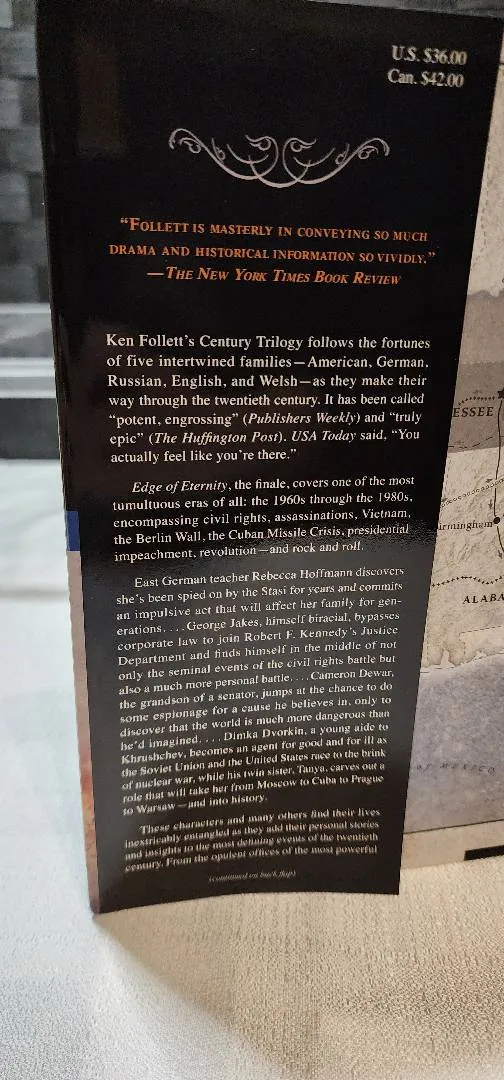 U.S. $36.00
Can. $42.00
“FOLLETT IS MASTERLY IN CONVEYING SO MUCH
DRAMA AND HISTORICAL INFORMATION SO VIVIDLY.”
—THE NEW YORK TIMES BOOK REVIEW
Ken Follett’s Century Trilogy follows the fortunes
of five intertwined families—American, German,
Russian, English, and Welsh—as they make their
way through the twentieth century. It has been called
“potent, engrossing” (Publishers Weekly) and “truly
epic” (The Huffington Post). USA Today said, “You
actually feel like you’re there.”
Edge of Eternity, the finale, covers one of the most
tumultuous eras of all: the 1960s through the 1980s,
encompassing civil rights, assassinations, Vietnam,
the Berlin Wall, the Cuban Missile Crisis, presidential
impeachment, revolution—and rock and roll.
East German teacher Rebecca Hoffmann discovers
she’s been spied on by the Stasi for years and commits
an impulsive act that will affect her family for gen-
erations. . . . George Jakes, himself biracial, bypasses
corporate law to join Robert F. Kennedy’s Justice
Department and finds himself in the middle of not
only the seminal events of the civil rights battle but
also a much more personal battle. . . . Cameron Dewar,
the grandson of a senator, jumps at the chance to do
some espionage for a cause he believes in, only to
discover that the world is much more dangerous than
he’d imagined. . . . Dimka Dvorkin, a young aide to
Khrushchev, becomes an agent for good and for ill as
the Soviet Union and the United States race to the brink
of nuclear war, while his twin sister, Tanya, carves out a
role that will take her from Moscow to Cuba to Prague
to Warsaw—and into history.
These characters and many others find their lives
inextricably entangled as they add their personal stories
and insights to the most defining events of the twentieth
century. From the opulent offices of the most powerful
(continued on back flap)
ESSEE
irmingham
ALABA
OF MEXICO